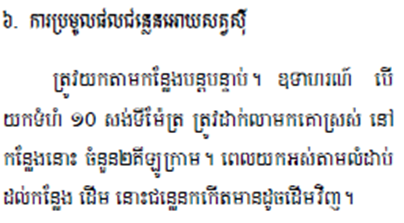 ៦. ការប្រមូលផលជន្លេនអោយសត្វស៊ី
ត្រូវយកតាមកន្លែងបន្តបន្ទាប់។ ឧទាហរណ៍ បើ
យកទំហំ ១០ សង់ទីម៉ែត្រ ត្រូវដាក់លាមកគោស្រស់ នៅ
កន្លែងនោះ ចំនួន២គីឡូក្រាម។ ពេលយកអស់តាមលំដាប់
ដល់កន្លែង ដើម នោះជន្លេនកកើតមានដូចដើមវិញ។